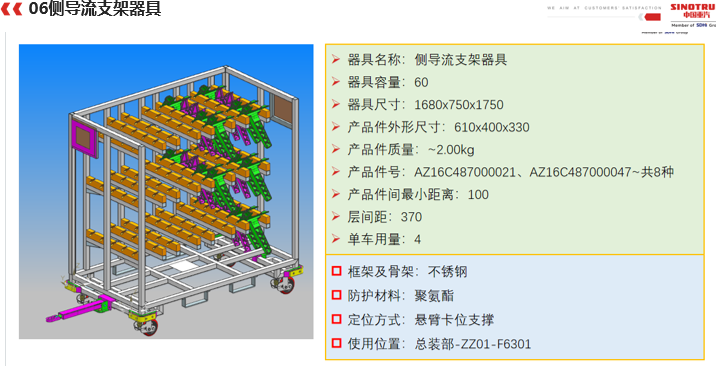 06侧导流支架器具
WE AIM AT CUSTOMERS' SATISFACTION
SINOTRU
中国重汽
Member of SDHI Gro
器具名称：侧导流支架器具
器具容量：60
器具尺寸：1680x750x1750
产品件外形尺寸：610x400x330
产品件质量：~2.00kg
产品件号：AZ16C487000021、AZ16C487000047~共8种
产品件间最小距离：100
层间距：370
单车用量：4
框架及骨架：不锈钢
防护材料：聚氨酯
定位方式：悬臂卡位支撑
使用位置：总装部-ZZ01-F6301